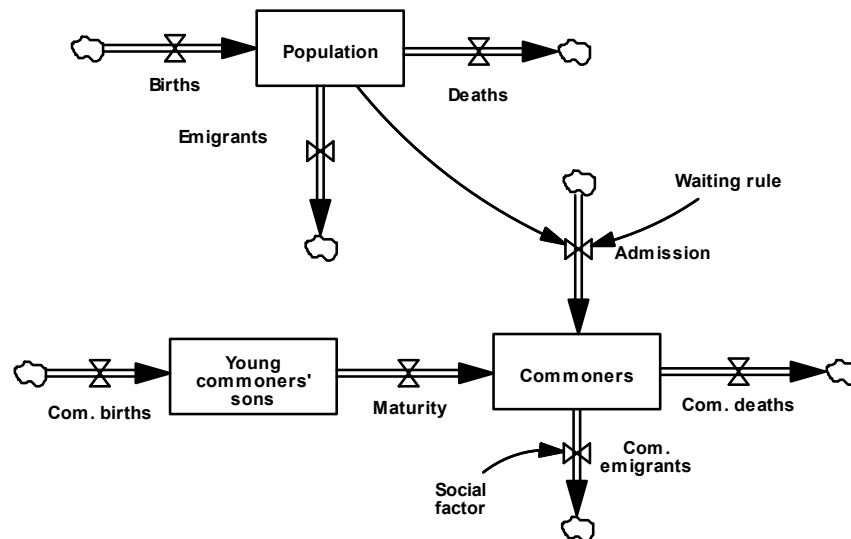 Population
Births
Deaths
Emigrants
Waiting rule
Admission
Young
commoners'
sons
Commoners
Com. births
Maturity
Com. deaths
Com.
emigrants
Social
factor